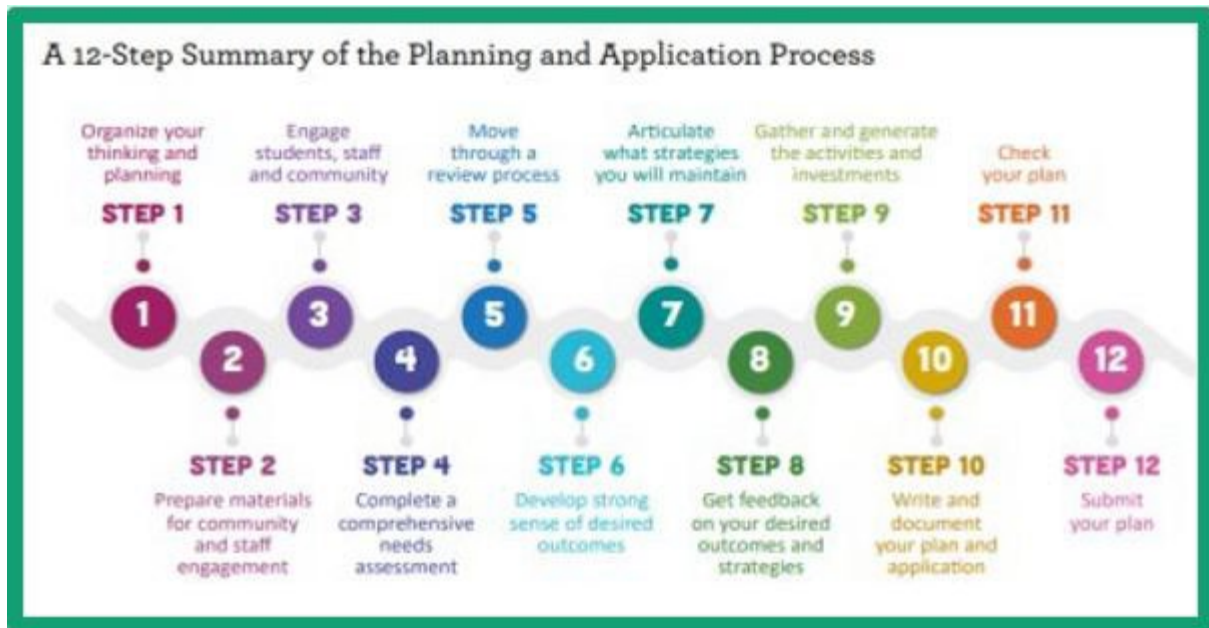 A 12-Step Summary of the Planning and Application Process
Organize your
thinking and
planning
STEP 1
Engage
students, staff
and community
STEP 3
Move
through a
review process
STEP 5
Articulate
what strategies
you will maintain
STEP 7
Gather and generate
the activities and
investments
STEP 9
Check
your plan
STEP 11
1
2
3
4
5
6
7
8
9
10
11
12
STEP 2
Prepare materials
for community
and staff
engagement
STEP 4
Complete a
comprehensive
needs
assessment
STEP 6
Develop strong
sense of desired
outcomes
STEP 8
Get feedback
on your desired
outcomes and
strategies
STEP 10
Write and
document
your plan and
application
STEP 12
Submit
your plan